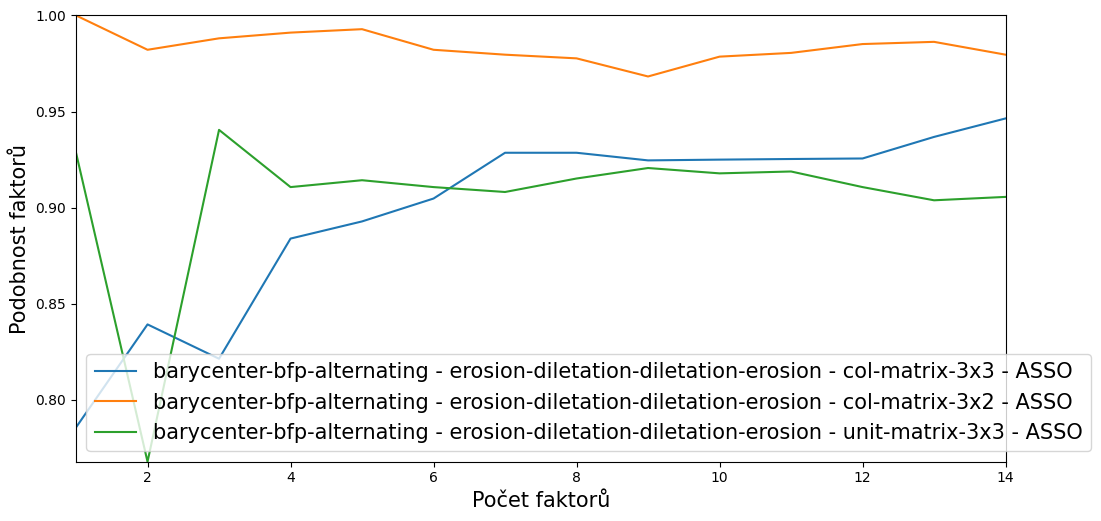 1.00
0.95
0.90
0.85
0.80
Podobnost faktorů
barycenter-bfp-alternating - erosion-diletation-diletation-erosion - col-matrix-3x3 - ASSO
barycenter-bfp-alternating - erosion-diletation-diletation-erosion - col-matrix-3x2 - ASSO
barycenter-bfp-alternating - erosion-diletation-diletation-erosion - unit-matrix-3x3 - ASSO
2 4 6 8 10 12 14
Počet faktorů